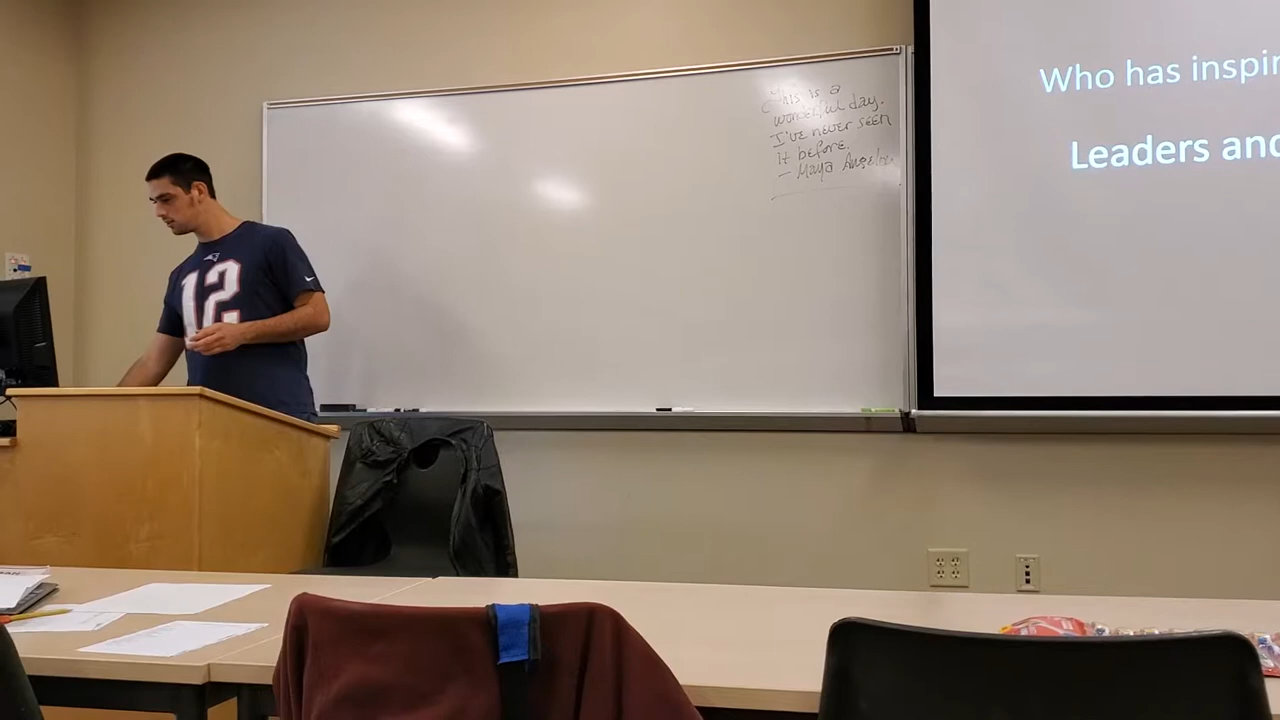 12
This is a
wonderful day.
I've never seen
it before.
- Maya Angelou
Who has inspir
Leaders and